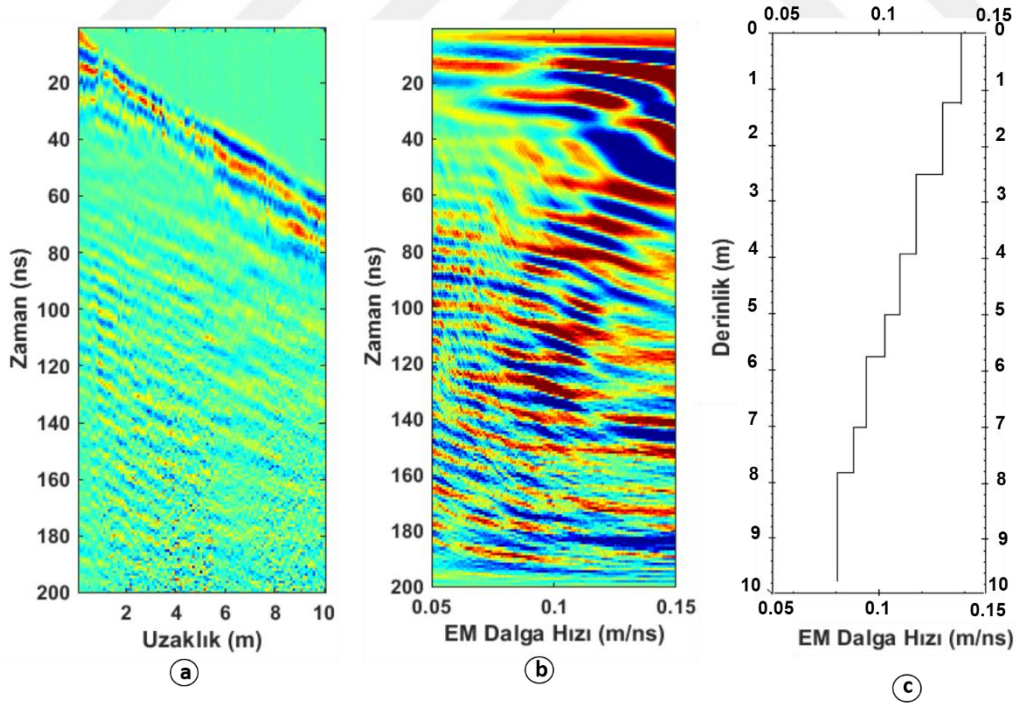 20
40
60
80
100
120
140
160
180
200
Zaman (ns)
2 4 6 8 10
Uzaklık (m)
a
20
40
60
80
100
120
140
160
180
200
Zaman (ns)
0.05 0.1 0.15
EM Dalga Hızı (m/ns)
b
0.05 0.1 0.15
0 0
1 1
2 2
3 3
4 4
5 5
6 6
7 7
8 8
9 9
10 10
Derinlik (m)
0.05 0.1 0.15
EM Dalga Hızı (m/ns)
c